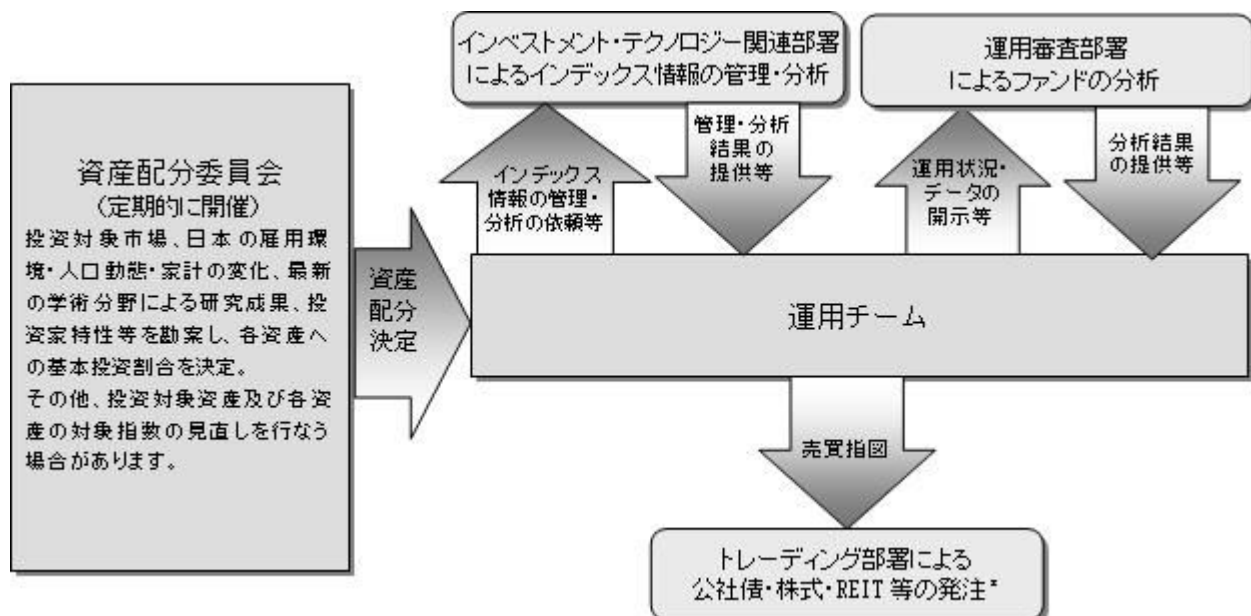 インベストメント・テクノロジー関連部署
によるインデックス情報の管理・分析
運用審査部署
によるファンドの分析
資産配分委員会
(定期的に開催)
投資対象市場、日本の雇用環
境・人口動態・家計の変化、最新
の学術分野による研究成果、投
資家特性等を勘案し、各資産へ
の基本投資割合を決定。
その他、投資対象資産及び各資
産の対象指数の見直しを行なう
場合があります。
資産
配分
決定
インデックス
情報の管理・
分析の依頼等
管理・分析
結果の
提供等
運用状況・
データの
開示等
分析結果
の提供等
運用チーム
売買指図
トレーディング部署による
公社債・株式・REIT 等の発注*